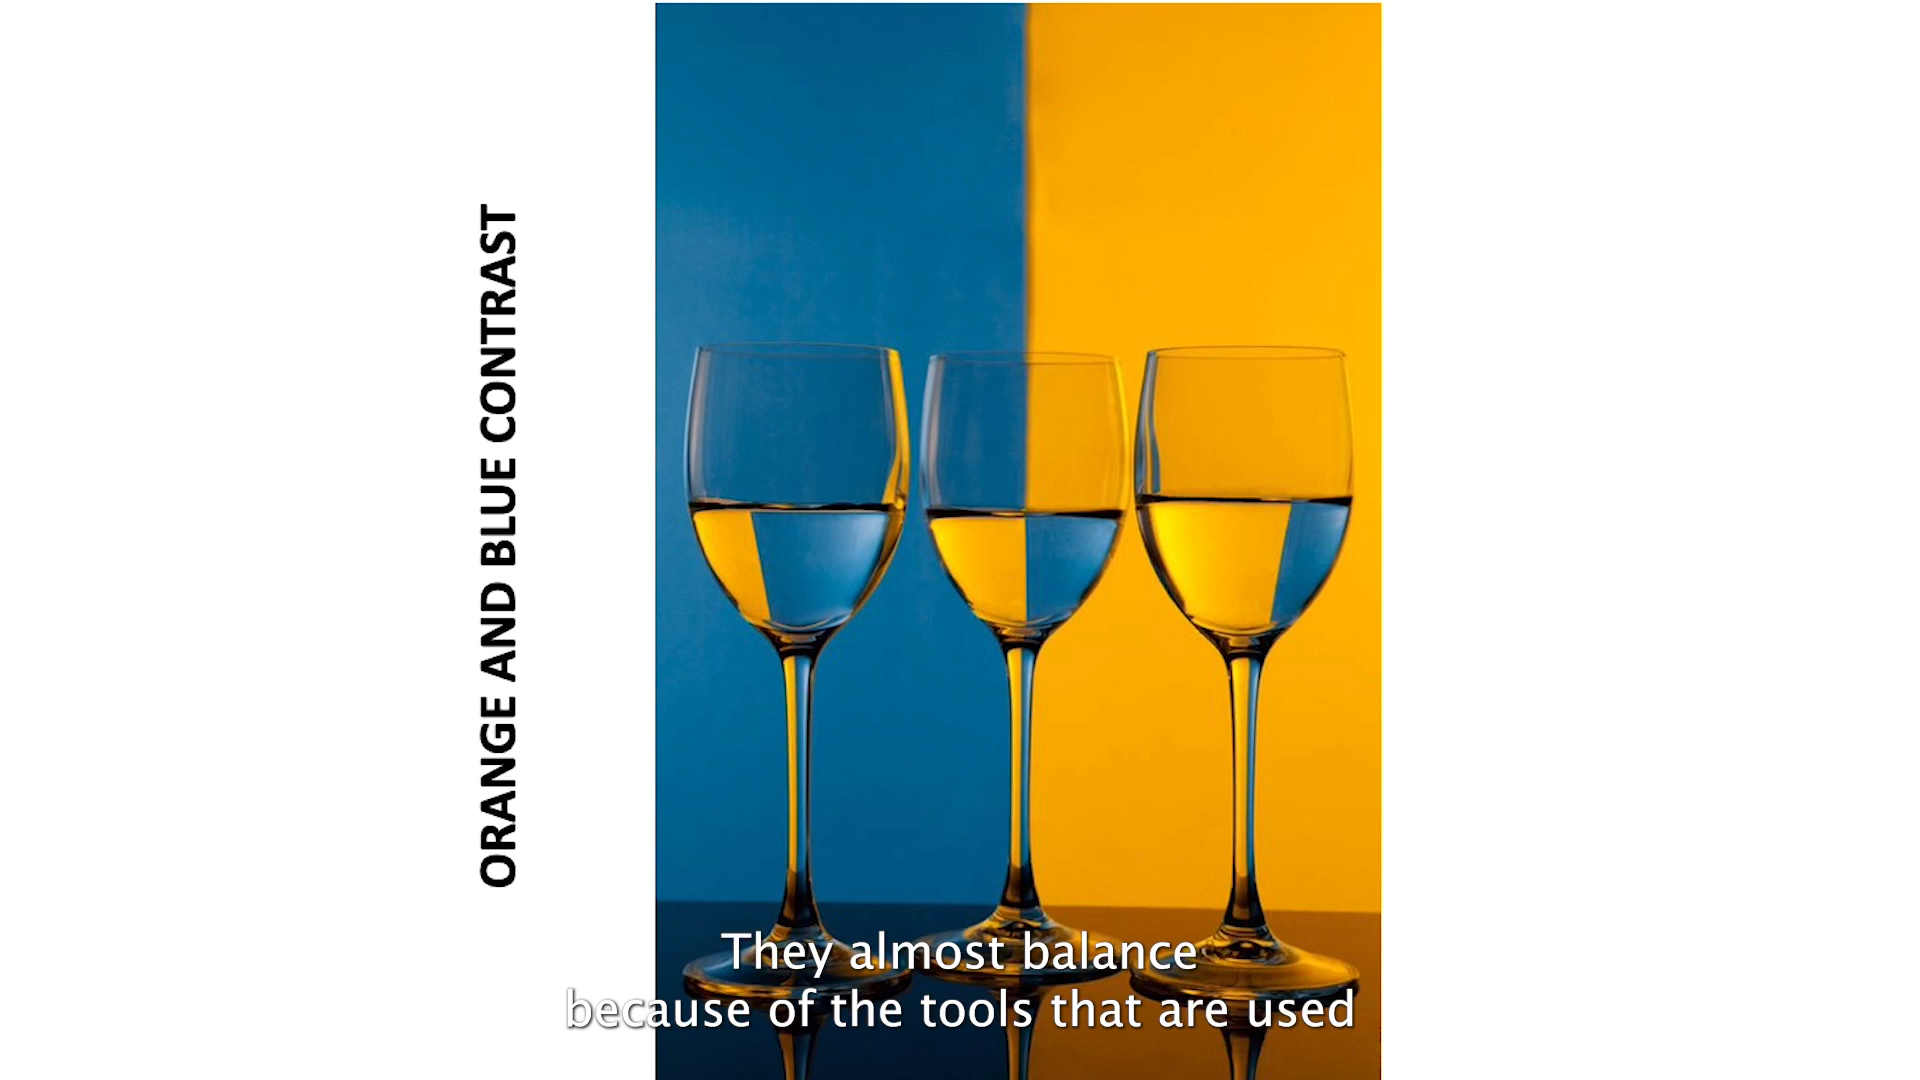 ORANGE AND BLUE CONTRAST
They almost balance
because of the tools that are used